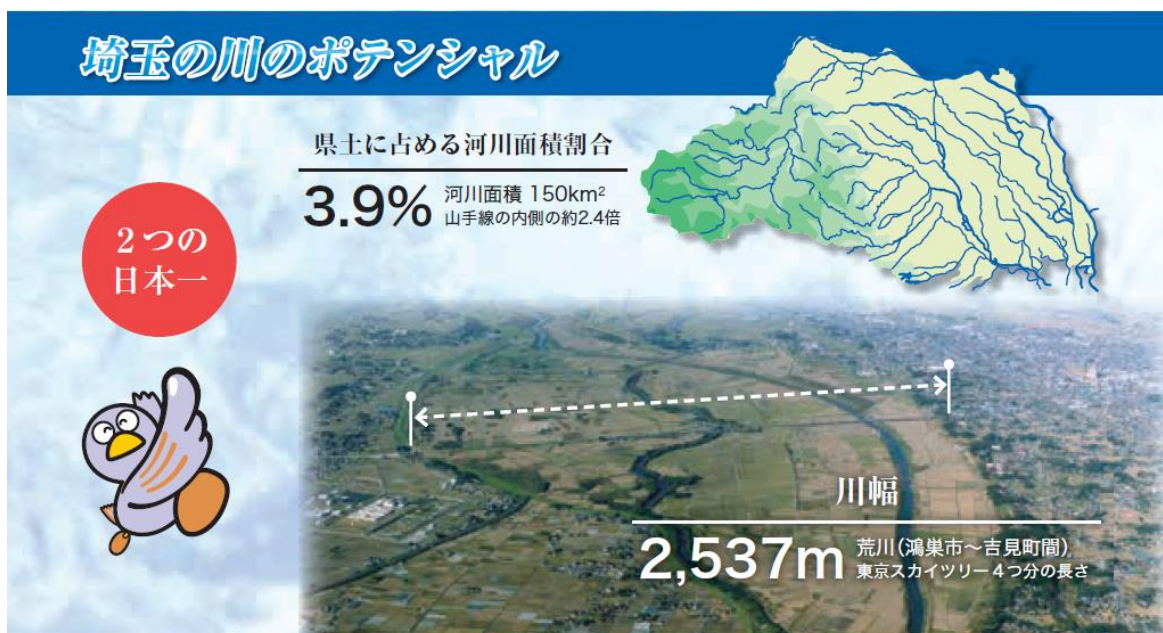 埼玉の川のポテンシャル
県土に占める河川面積割合
3.9%
河川面積 150km²
山手線の内側の約2.4倍
2つの
日本一
川幅
2,537m
荒川(鴻巣市～吉見町間)
東京スカイツリー4つ分の長さ